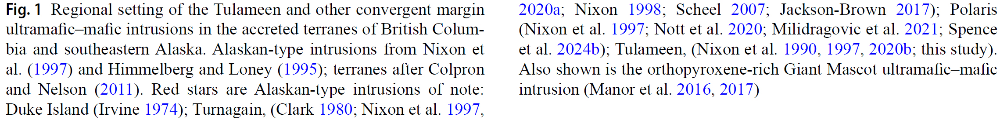 Fig. 1 Regional setting of the Tulameen and other convergent margin
ultramafic–mafic intrusions in the accreted terranes of British Colum-
bia and southeastern Alaska. Alaskan-type intrusions from Nixon et
al. (1997) and Himmelberg and Loney (1995); terranes after Colpron
and Nelson (2011). Red stars are Alaskan-type intrusions of note:
Duke Island (Irvine 1974); Turnagain, (Clark 1980; Nixon et al. 1997,
2020a; Nixon 1998; Scheel 2007; Jackson-Brown 2017); Polaris
(Nixon et al. 1997; Nott et al. 2020; Milidragovic et al. 2021; Spence
et al. 2024b); Tulameen, (Nixon et al. 1990, 1997, 2020b; this study).
Also shown is the orthopyroxene-rich Giant Mascot ultramafic–mafic
intrusion (Manor et al. 2016, 2017)